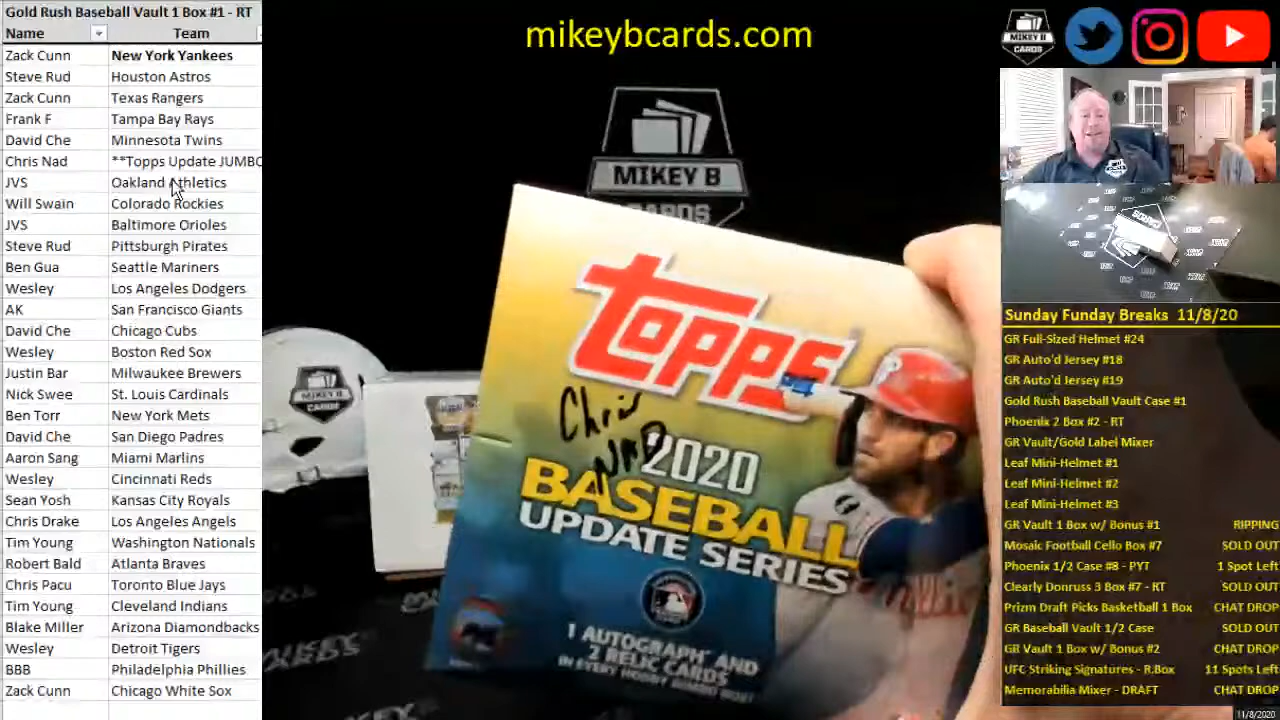 Gold Rush Baseball Vault 1 Box #1 - RT
Name Team
Zack Cunn New York Yankees
Steve Rud Houston Astros
Zack Cunn Texas Rangers
Frank F Tampa Bay Rays
David Che Minnesota Twins
Chris Nad **Topps Update JUMBO
JVS Oakland Athletics
Will Swain Colorado Rockies
JVS Baltimore Orioles
Steve Rud Pittsburgh Pirates
Ben Gua Seattle Mariners
Wesley Los Angeles Dodgers
AK San Francisco Giants
David Che Chicago Cubs
Wesley Boston Red Sox
Justin Bar Milwaukee Brewers
Nick Swee St. Louis Cardinals
Ben Torr New York Mets
David Che San Diego Padres
Aaron Sang Miami Marlins
Wesley Cincinnati Reds
Sean Yosh Kansas City Royals
Chris Drake Los Angeles Angels
Tim Young Washington Nationals
Robert Bald Atlanta Braves
Chris Pacu Toronto Blue Jays
Tim Young Cleveland Indians
Blake Miller Arizona Diamondbacks
Wesley Detroit Tigers
BBB Philadelphia Phillies
Zack Cunn Chicago White Sox
mikeybcards.com
MIKEY B
CARDS
MIKEY B
CARDS
Topps
Chris
NAD
2020
BASEBALL
UPDATE SERIES
1 AUTOGRAPH AND
2 RELIC CARDS
IN EVERY HOBBY JUMBO BOX!
MIKEY B
CARDS
Sunday Funday Breaks 11/8/20
GR Full-Sized Helmet #24
GR Auto'd Jersey #18
GR Auto'd Jersey #19
Gold Rush Baseball Vault Case #1
Phoenix 2 Box #2 - RT
GR Vault/Gold Label Mixer
Leaf Mini-Helmet #1
Leaf Mini-Helmet #2
Leaf Mini-Helmet #3
GR Vault 1 Box w/ Bonus #1 RIPPING
Mosaic Football Cello Box #7 SOLD OUT
Phoenix 1/2 Case #8 - PYT 1 Spot Left
Clearly Donruss 3 Box #7 - RT SOLD OUT
Prizm Draft Picks Basketball 1 Box CHAT DROP
GR Baseball Vault 1/2 Case SOLD OUT
GR Vault 1 Box w/ Bonus #2 CHAT DROP
UFC Striking Signatures - R.Box 11 Spots Left
Memorabilia Mixer - DRAFT CHAT DROP
11/8/2020